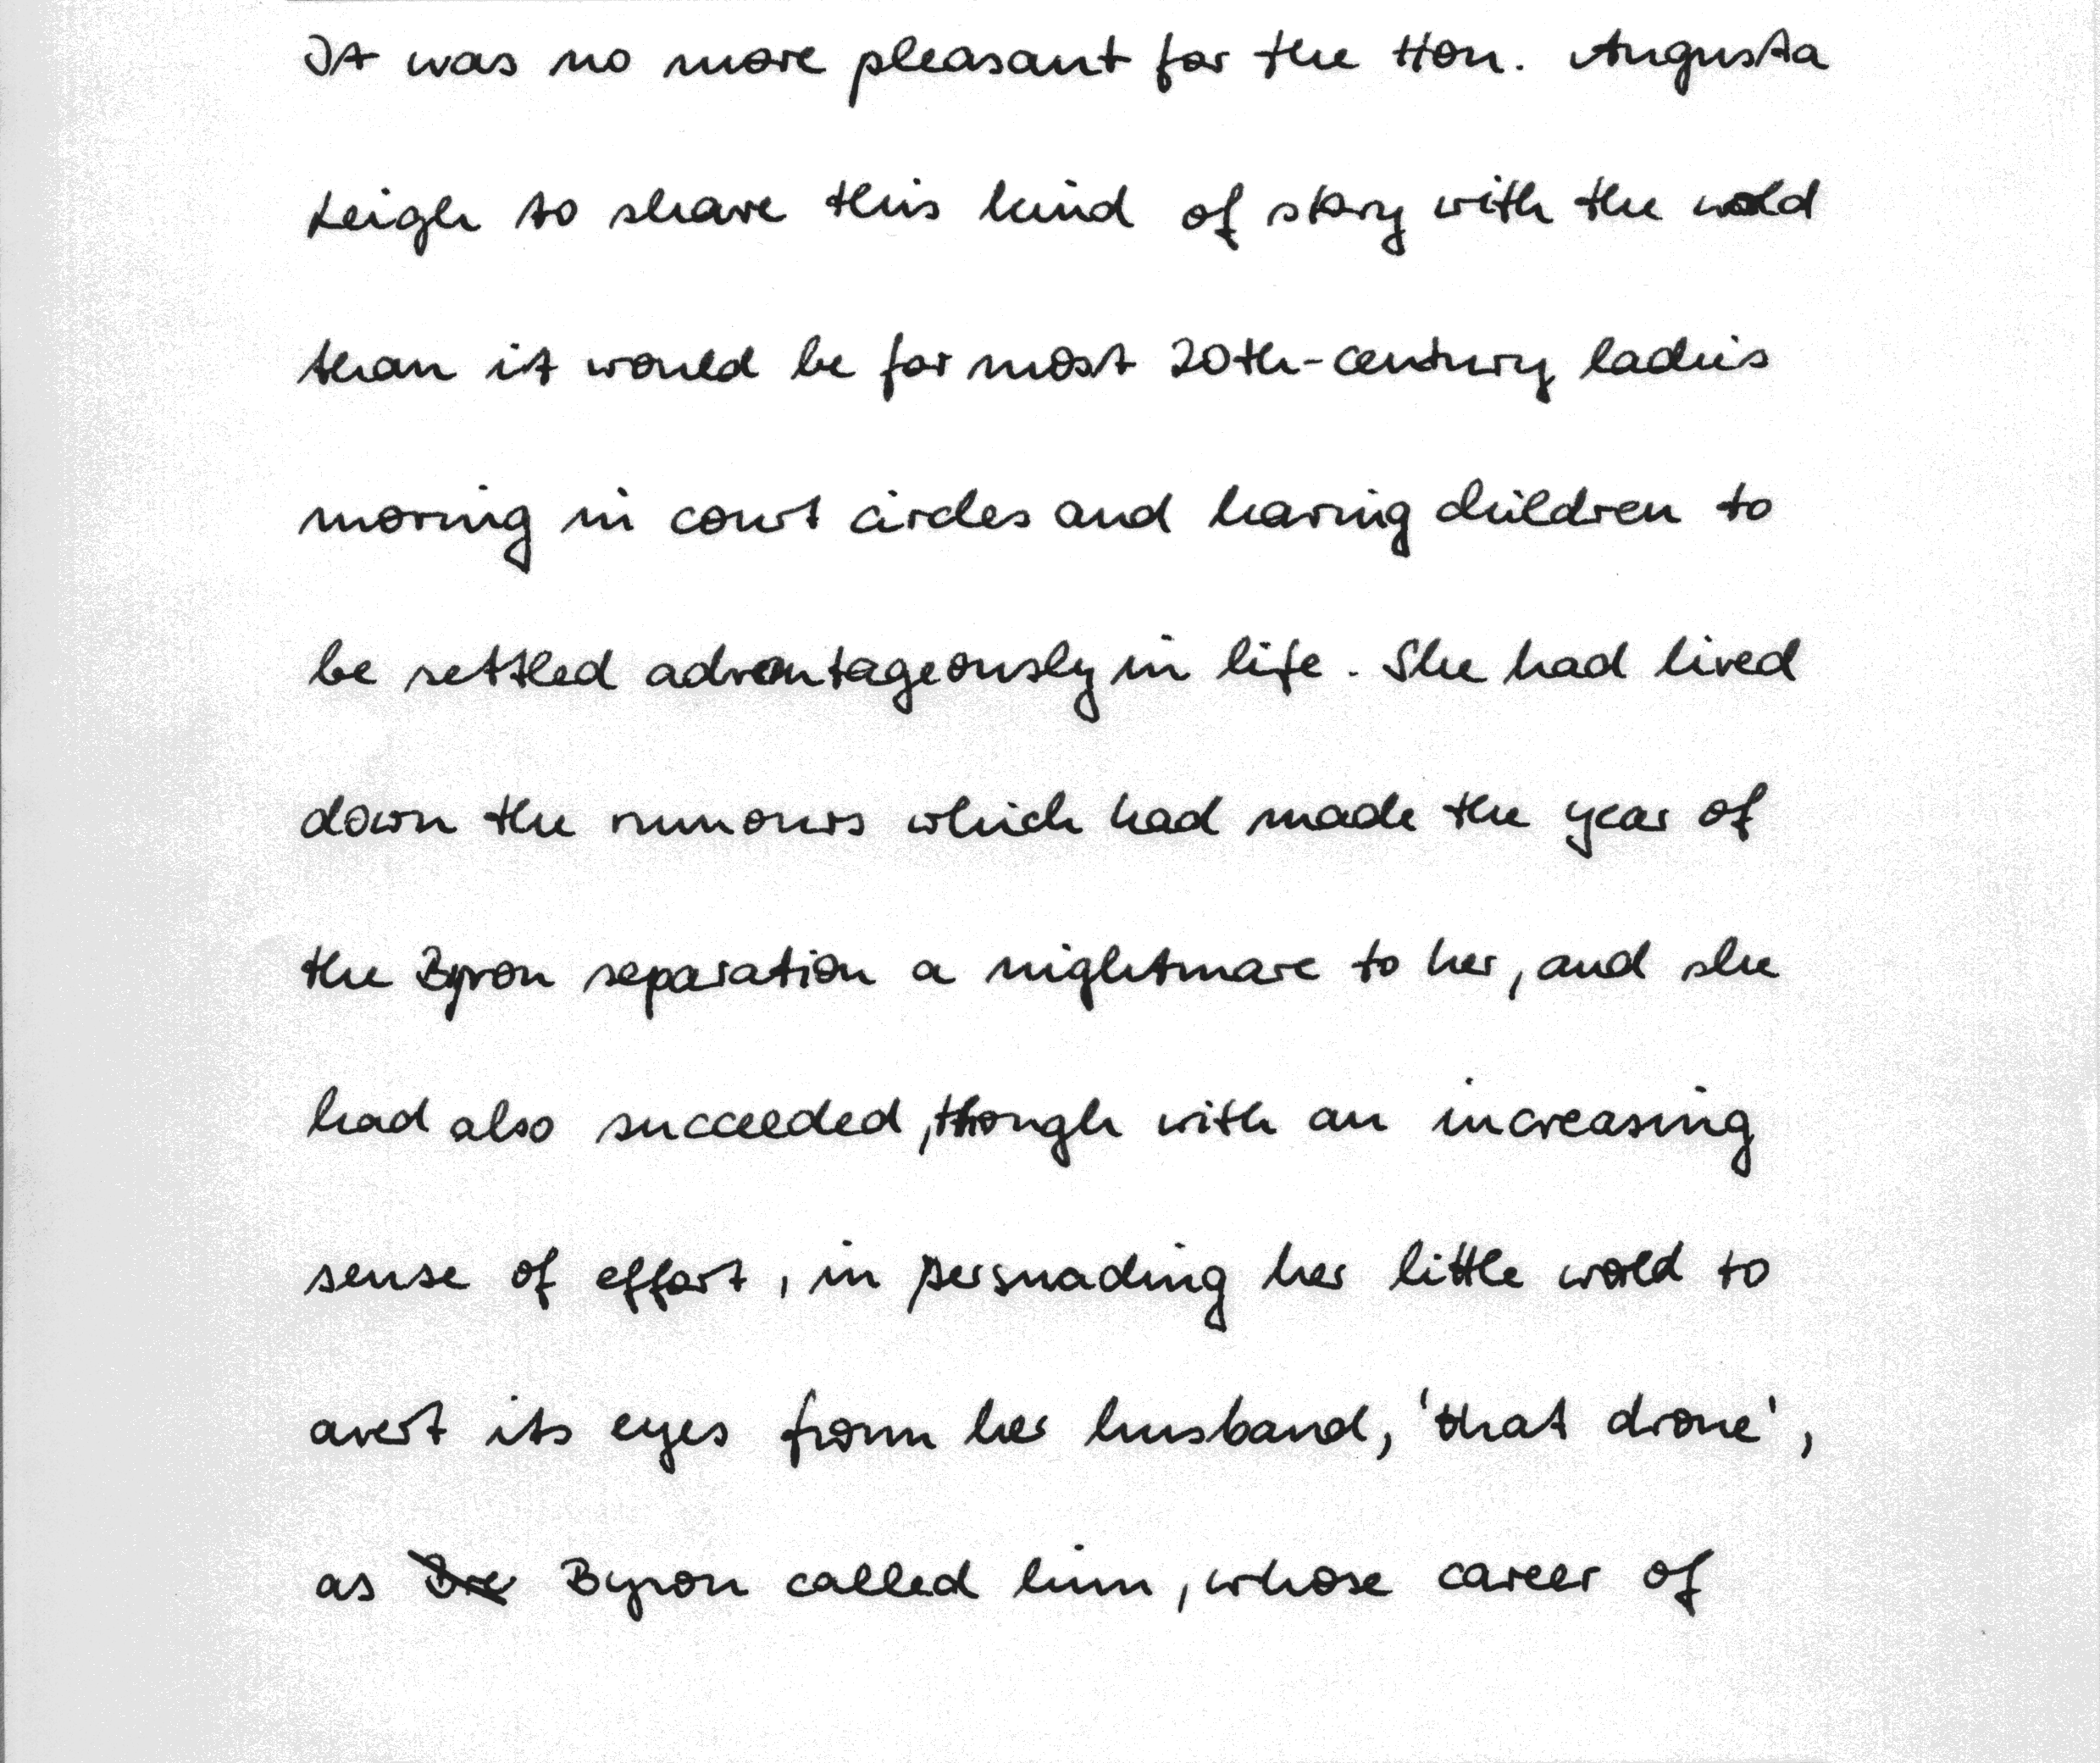 It was no more pleasant for the Hon. Augusta
Leigh to share this kind of story with the world
than it would be for most 20th-century ladies
moving in court circles and having children to
be settled advantageously in life. She had lived
down the rumours which had made the year of
the Byron separation a nightmare to her, and she
had also succeeded, though with an increasing
sense of effort, in persuading her little world to
avert its eyes from her husband, 'that drone',
as Byron called him, whose career of